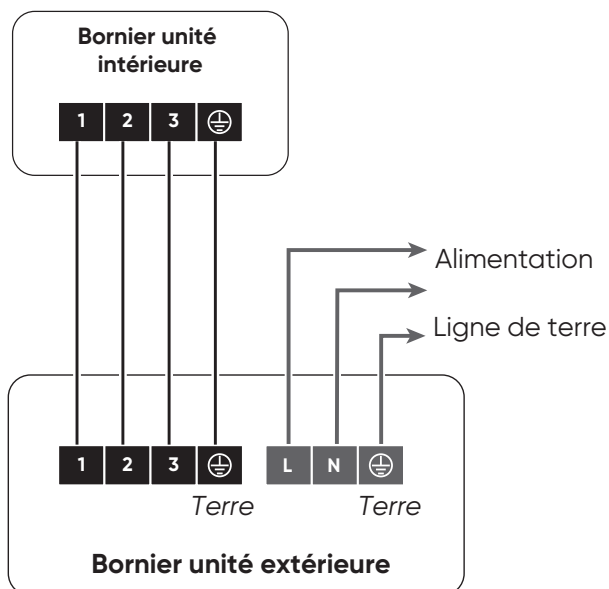 Bornier unité
intérieure
1 2 3
Alimentation
Ligne de terre
1 2 3 L N
Terre Terre
Bornier unité extérieure